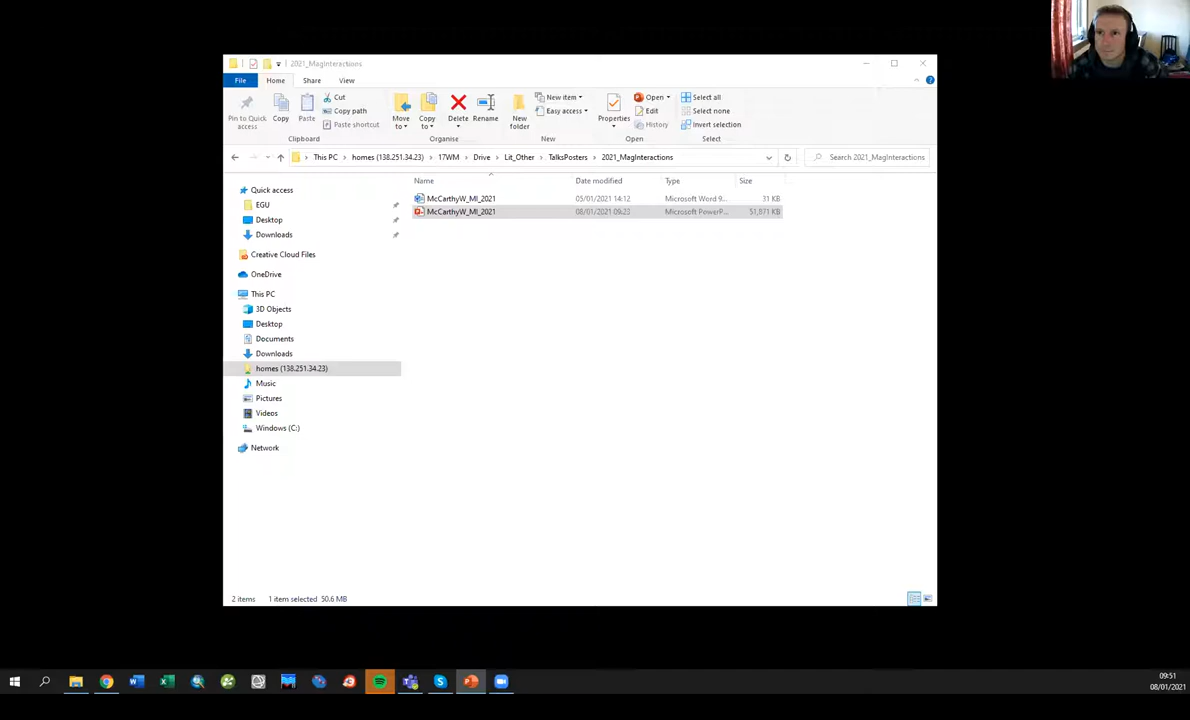 2021_MagInteractions
File Home Share View
Pin to Quick access
Copy
Paste
Cut
Copy path
Paste shortcut
Clipboard
Move to
Copy to
Delete
Rename
Organise
New folder
New item
Easy access
New
Properties
Open
Edit
History
Open
Select all
Select none
Invert selection
Select
This PC > homes (138.251.34.23) > 17WM > Drive > Lit_Other > TalksPosters > 2021_MagInteractions
Search 2021_MagInteractions
Name Date modified Type Size
McCarthyW_MI_2021 05/01/2021 14:12 Microsoft Word 9... 31 KB
McCarthyW_MI_2021 08/01/2021 09:23 Microsoft PowerP... 51,871 KB
Quick access
EGU
Desktop
Downloads
Creative Cloud Files
OneDrive
This PC
3D Objects
Desktop
Documents
Downloads
homes (138.251.34.23)
Music
Pictures
Videos
Windows (C:)
Network
2 items 1 item selected 50.6 MB
09:51
08/01/2021